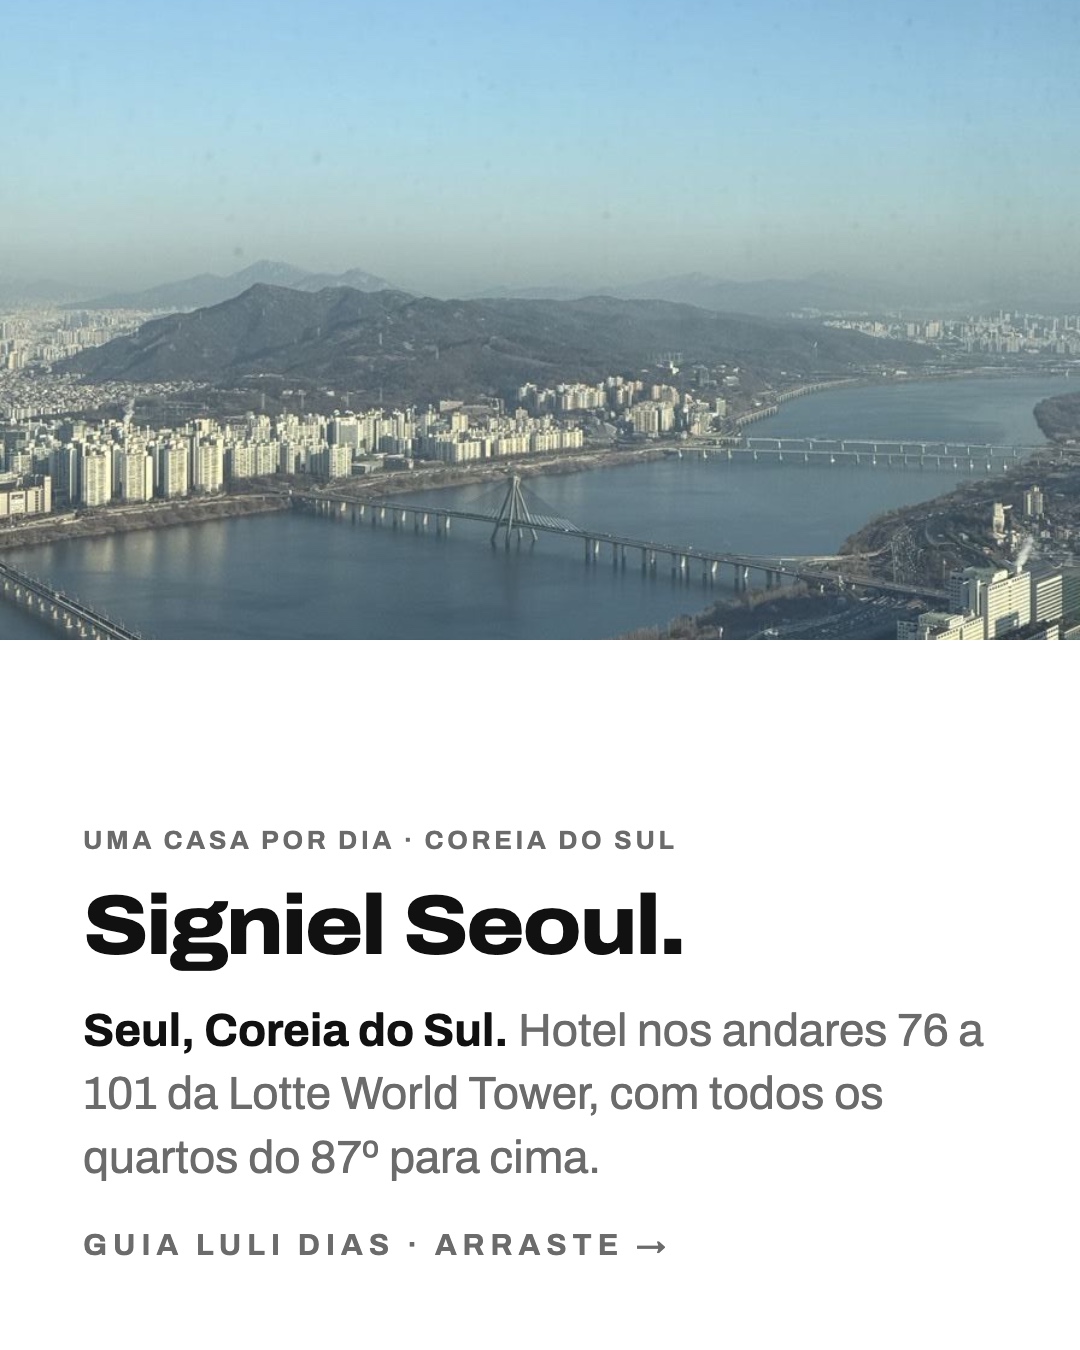 UMA CASA POR DIA · COREIA DO SUL
Signiel Seoul.
Seul, Coreia do Sul. Hotel nos andares 76 a
101 da Lotte World Tower, com todos os
quartos do 87º para cima.
GUIA LULI DIAS · ARRASTE →